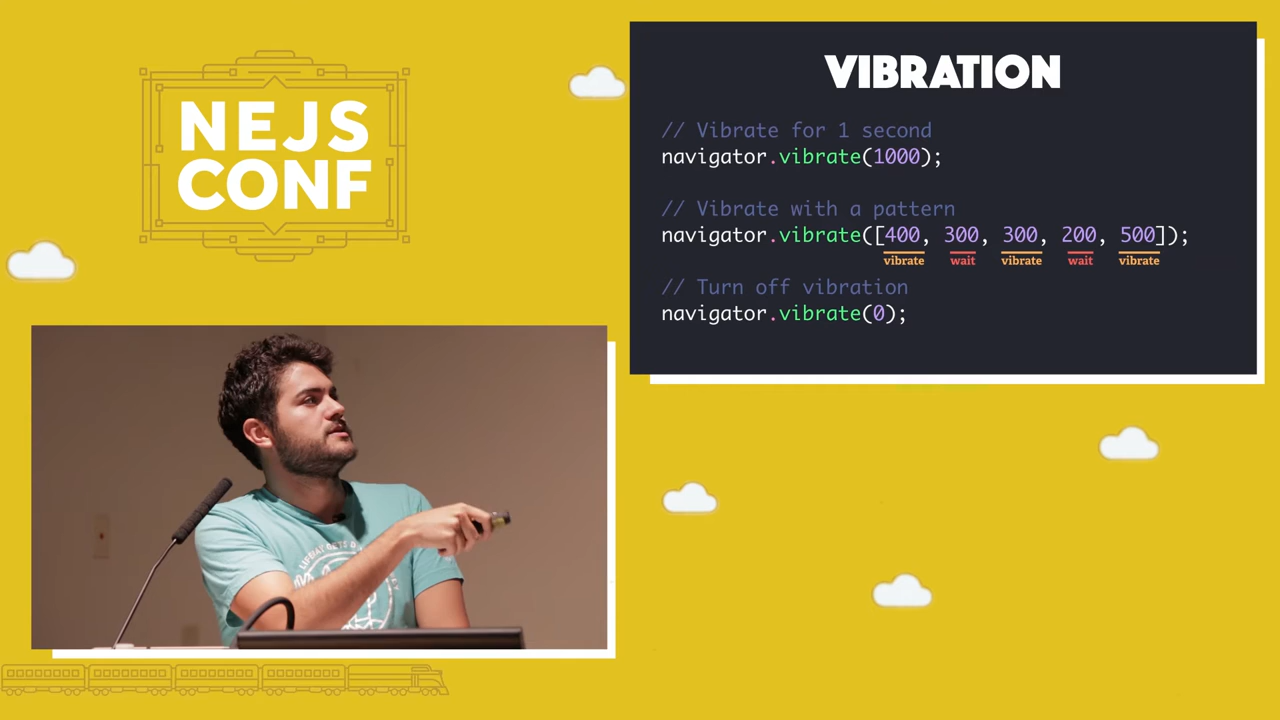 NEJS
CONF
VIBRATION
// Vibrate for 1 second
navigator.vibrate(1000);
// Vibrate with a pattern
navigator.vibrate([400, 300, 300, 200, 500]);
vibrate wait vibrate wait vibrate
// Turn off vibration
navigator.vibrate(0);